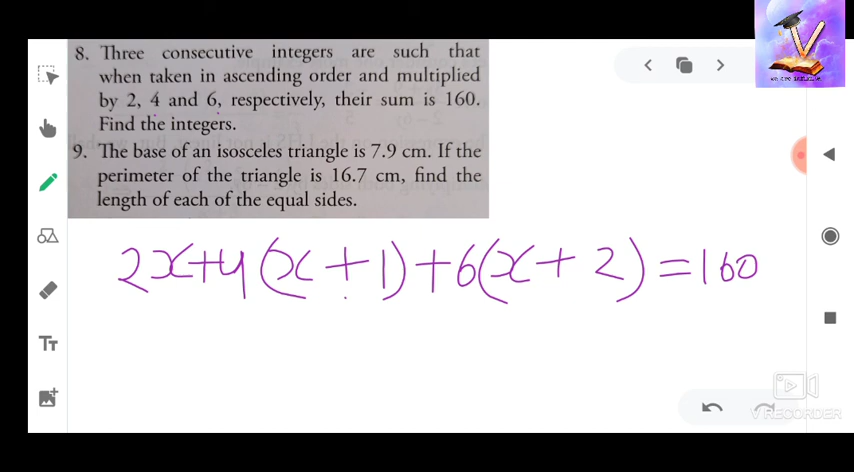 8. Three consecutive integers are such that
when taken in ascending order and multiplied
by 2, 4 and 6, respectively, their sum is 160.
Find the integers.
9. The base of an isosceles triangle is 7.9 cm. If the
perimeter of the triangle is 16.7 cm, find the
length of each of the equal sides.
2x+4(x+1)+6(x+2)=160
V
Tт
V RECORDER